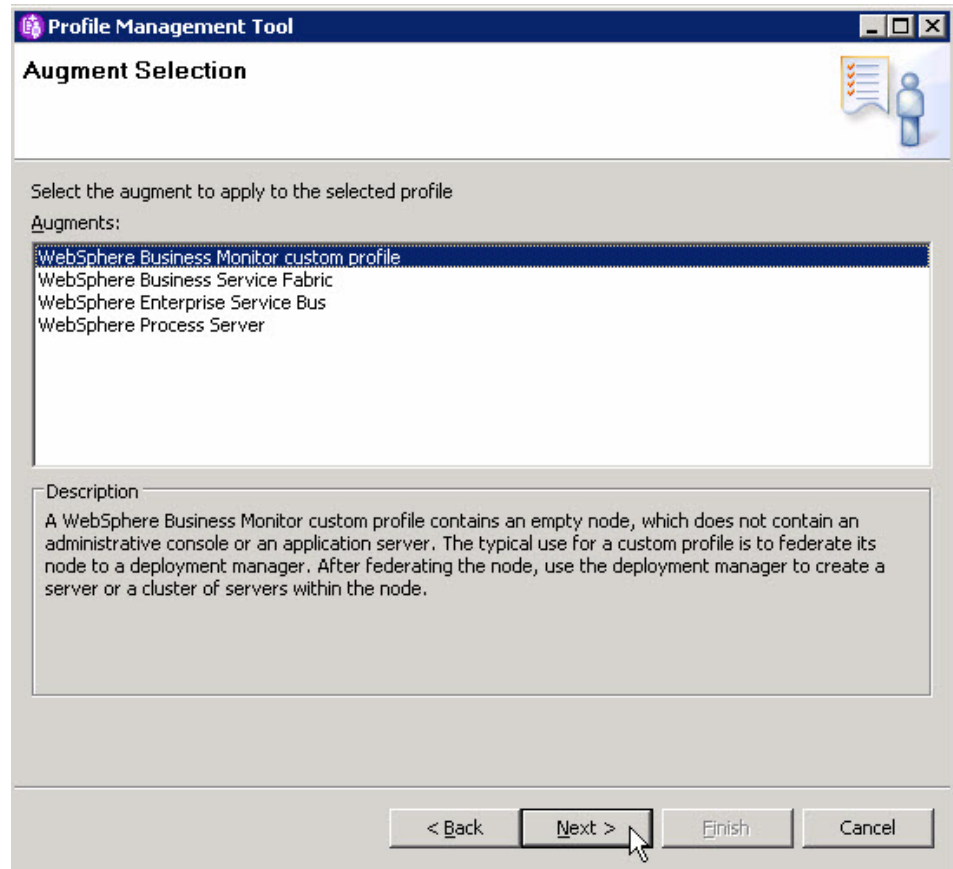 Profile Management Tool
Augment Selection
Select the augment to apply to the selected profile
Augments:
WebSphere Business Monitor custom profile
WebSphere Business Service Fabric
WebSphere Enterprise Service Bus
WebSphere Process Server
Description
A WebSphere Business Monitor custom profile contains an empty node, which does not contain an
administrative console or an application server. The typical use for a custom profile is to federate its
node to a deployment manager. After federating the node, use the deployment manager to create a
server or a cluster of servers within the node.
< Back Next > Finish Cancel